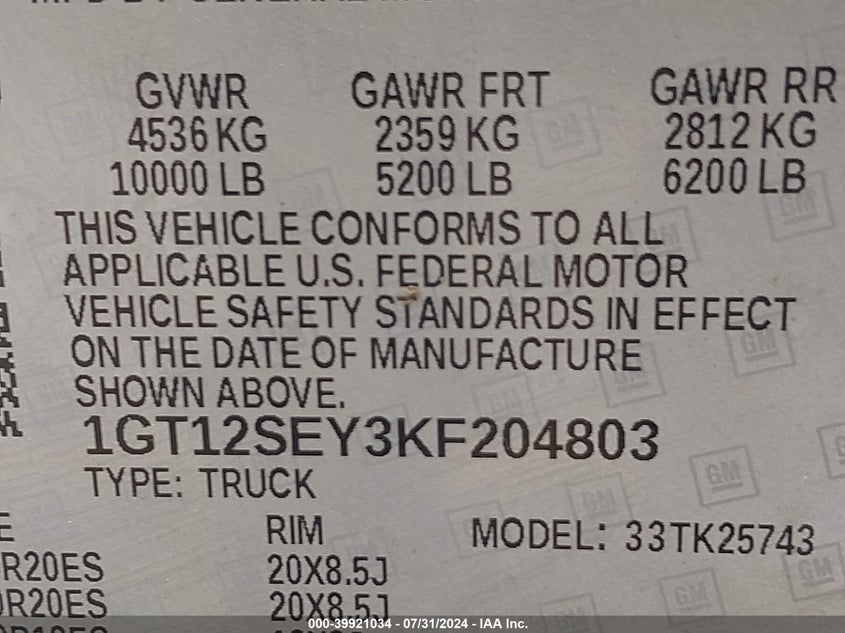 GVWR GAWR FRT GAWR RR
4536 KG 2359 KG 2812 KG
10000 LB 5200 LB 6200 LB
THIS VEHICLE CONFORMS TO ALL
APPLICABLE U.S. FEDERAL MOTOR
VEHICLE SAFETY STANDARDS IN EFFECT
ON THE DATE OF MANUFACTURE
SHOWN ABOVE.
1GT12SEY3KF204803
TYPE: TRUCK
RIM MODEL: 33TK25743
R20ES 20X8.5J
R20ES 20X8.5J
GM
000-39921034 - 07/31/2024 - IAA Inc.